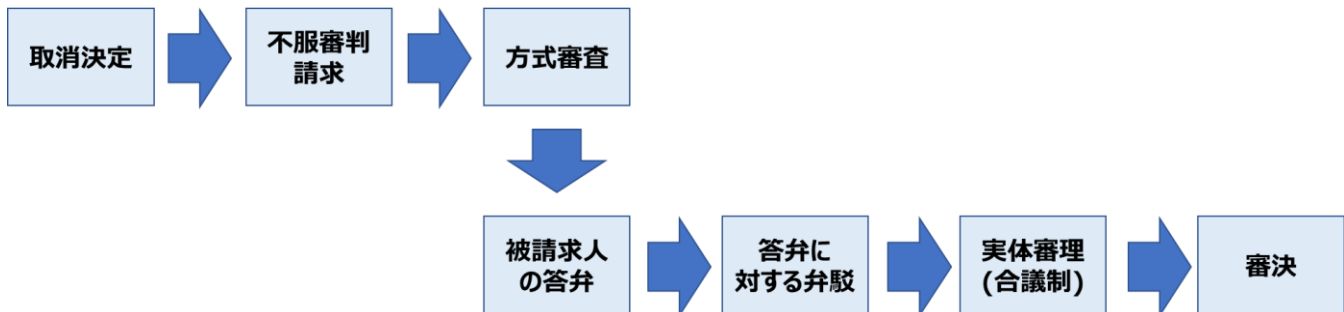 取消決定
不服審判
請求
方式審査
被請求人
の答弁
答弁に
対する弁駁
実体審理
(合議制)
審決